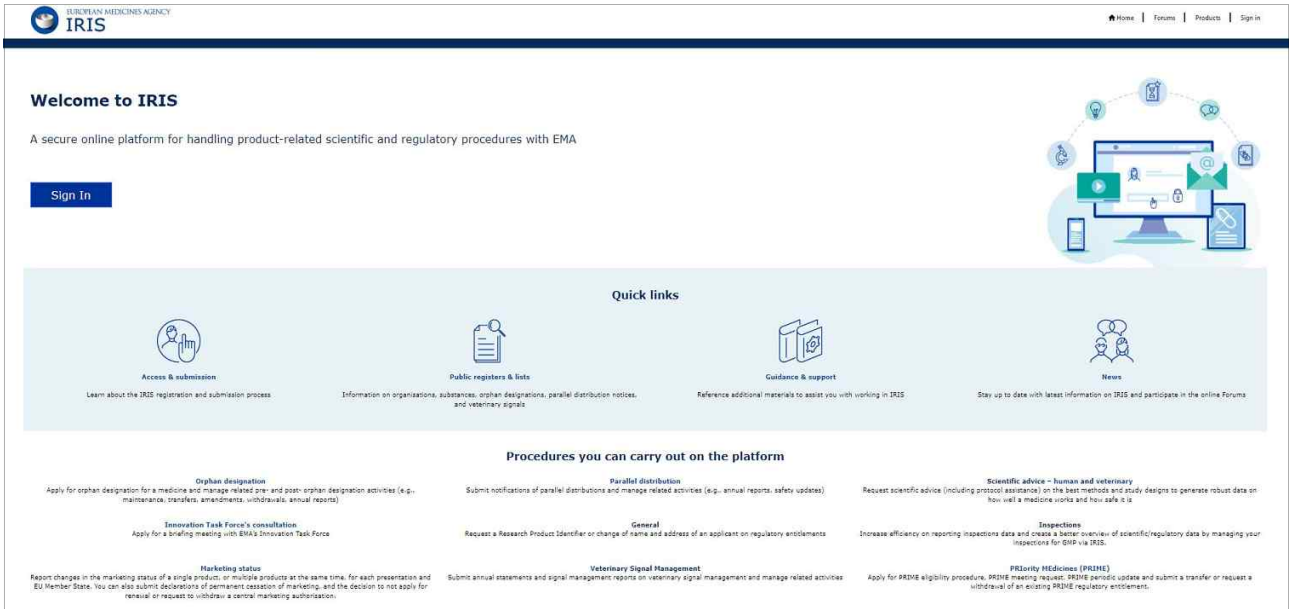 EUROPEAN MEDICINES AGENCY
IRIS
Home | Forums | Products | Sign in
Welcome to IRIS
A secure online platform for handling product-related scientific and regulatory procedures with EMA
Sign In
Quick links
Access & submission
Learn about the IRIS registration and submission process
Public registers & lists
Information on organisations, substances, orphan designations, parallel distribution notices,
and veterinary signals
Guidance & support
Reference additional materials to assist you with working in IRIS
News
Stay up to date with latest information on IRIS and participate in the online Forums
Procedures you can carry out on the platform
Orphan designation
Apply for orphan designation for a medicine and manage related pre- and post- orphan designation activities (e.g.,
maintenance, transfers, amendments, withdrawals, annual reports)
Parallel distribution
Submit notifications of parallel distributions and manage related activities (e.g., annual reports, safety updates)
Scientific advice – human and veterinary
Request scientific advice (including protocol assistance) on the best methods and study designs to generate robust data on
how well a medicine works and how safe it is
Innovation Task Force's consultation
Apply for a briefing meeting with EMA's Innovation Task Force
General
Request a Research Product Identifier or change of name and address of an applicant on regulatory entitlements
Inspections
Increase efficiency on reporting inspections data and create a better overview of scientific/regulatory data by managing your
inspections for GMP via IRIS.
Marketing status
Report changes in the marketing status of a single product, or multiple products at the same time, for each presentation and
EU Member State. You can also submit declarations of permanent cessation of marketing, and the decision to not apply for
renewal or request to withdraw a central marketing authorisation.
Veterinary Signal Management
Submit annual statements and signal management reports on veterinary signal management and manage related activities
PRIority MEdicines (PRIME)
Apply for PRIME eligibility procedure, PRIME meeting request, PRIME periodic update and submit a transfer or request a
withdrawal of an existing PRIME regulatory entitlement.